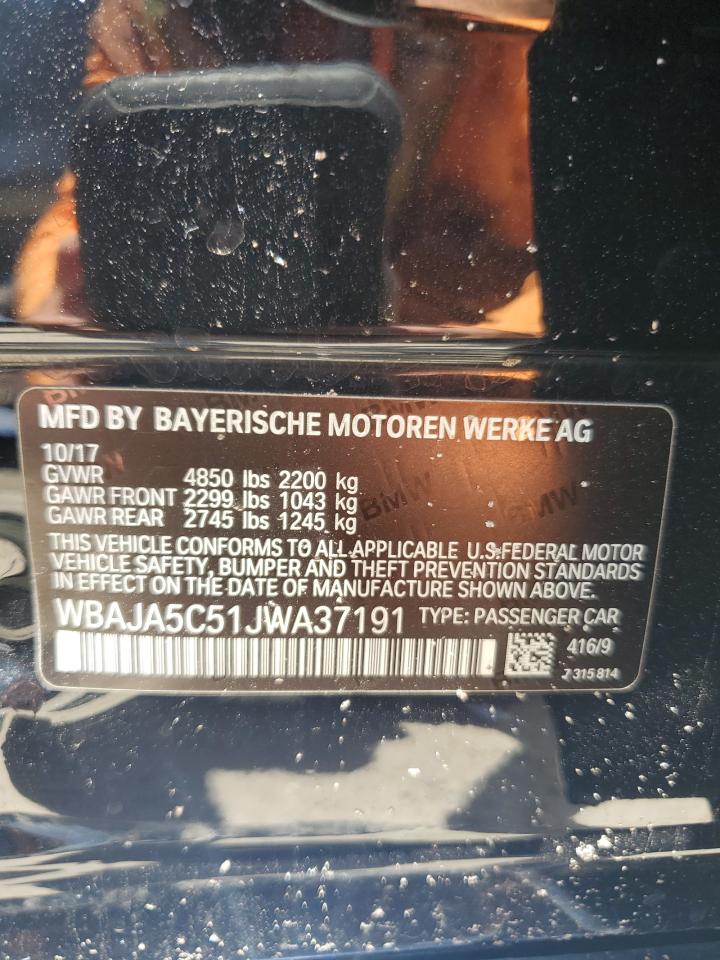 MFD BY BAYERISCHE MOTOREN WERKE AG
10/17
GVWR 4850 lbs 2200 kg
GAWR FRONT 2299 lbs 1043 kg
GAWR REAR 2745 lbs 1245 kg
THIS VEHICLE CONFORMS TO ALL APPLICABLE U.S.FEDERAL MOTOR
VEHICLE SAFETY, BUMPER AND THEFT PREVENTION STANDARDS
IN EFFECT ON THE DATE OF MANUFACTURE SHOWN ABOVE.
WBAJA5C51JWA37191 TYPE: PASSENGER CAR
416/9
7 315 814